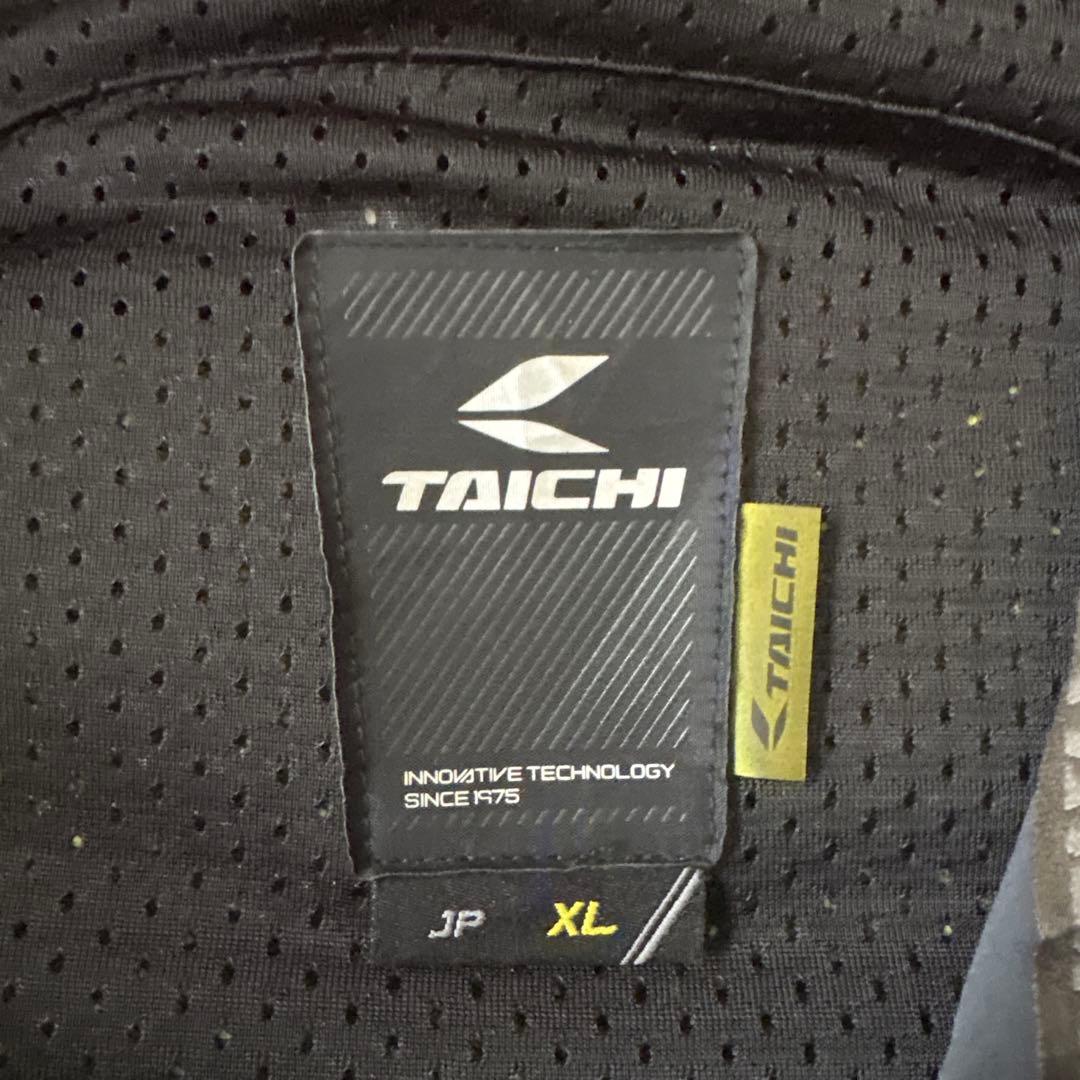 TAICHI
TAICHI
INNOVATIVE TECHNOLOGY
SINCE 1975
JP XL